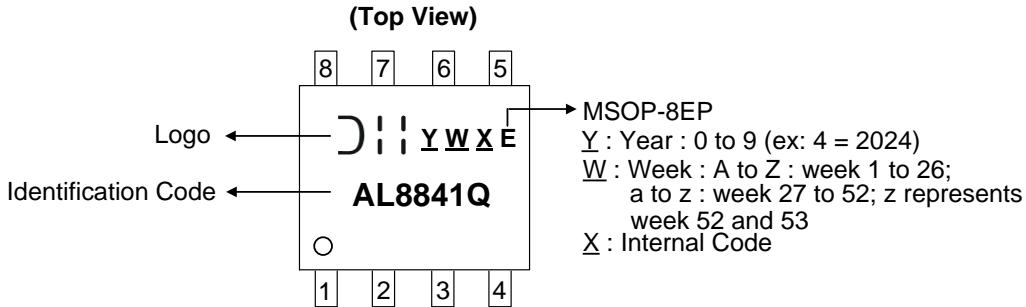 (Top View)
8 7 6 5
Logo
Y W X E
MSOP-8EP
Y : Year : 0 to 9 (ex: 4 = 2024)
W : Week : A to Z : week 1 to 26;
a to z : week 27 to 52; z represents
week 52 and 53
X : Internal Code
Identification Code
AL8841Q
1 2 3 4